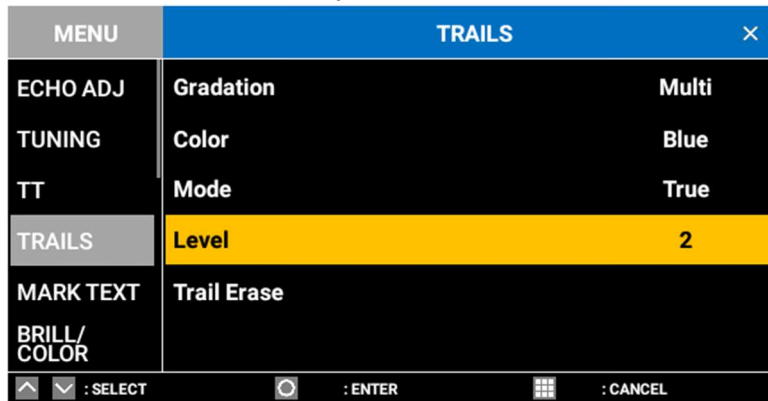 MENU
TRAILS
ECHO ADJ
TUNING
TT
TRAILS
MARK TEXT
BRILL/
COLOR
Gradation Multi
Color Blue
Mode True
Level 2
Trail Erase
: SELECT : ENTER : CANCEL